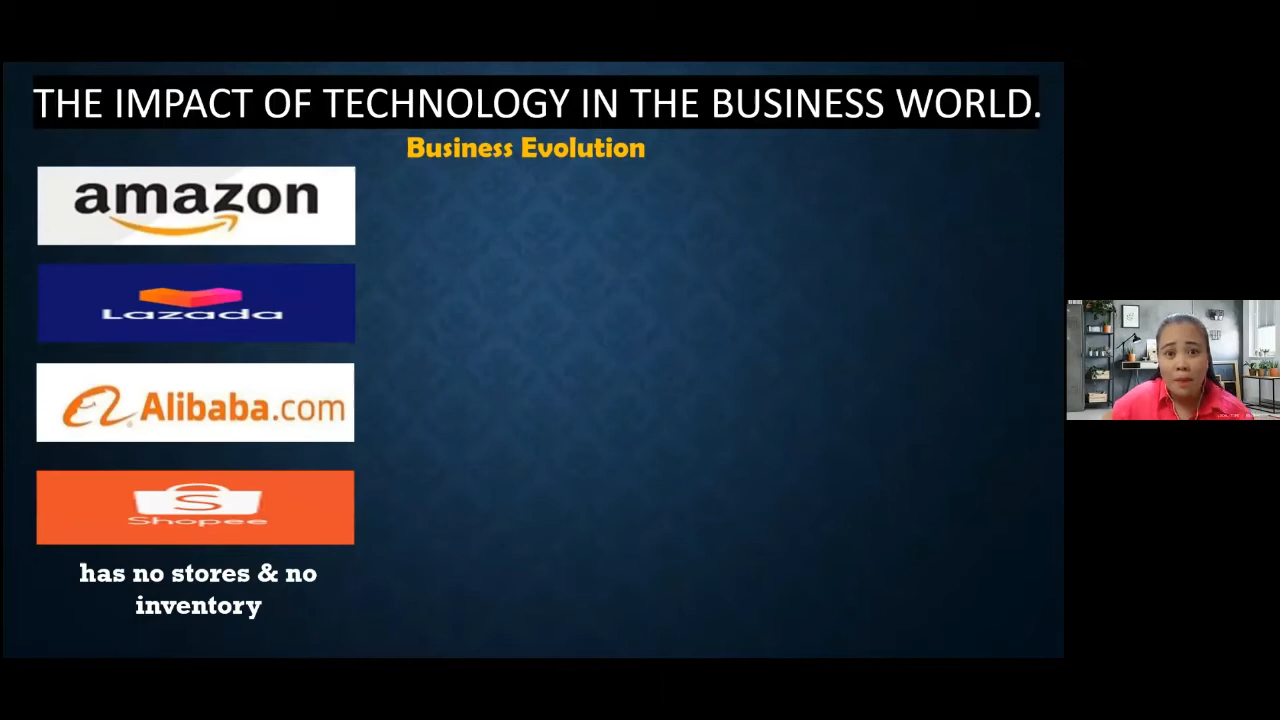 THE IMPACT OF TECHNOLOGY IN THE BUSINESS WORLD.
Business Evolution
amazon
Lazada
Alibaba.com
S
Shopee
has no stores & no
inventory